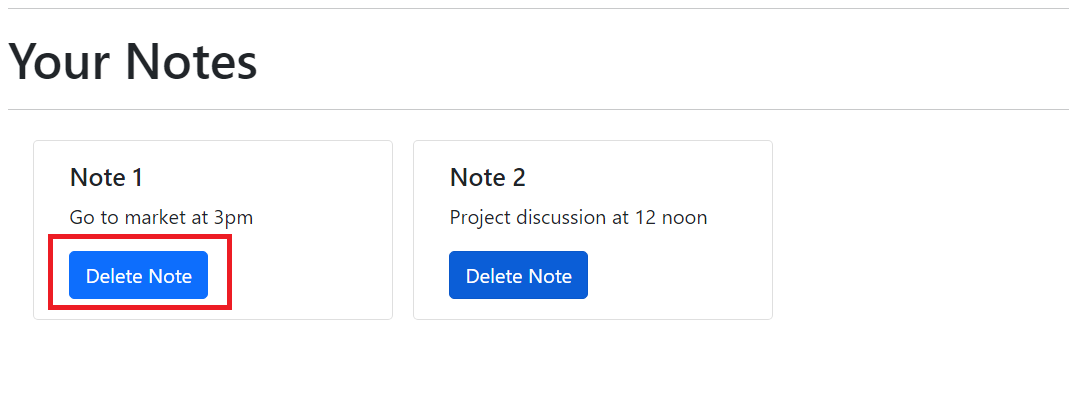 Your Notes
Note 1
Go to market at 3pm
Delete Note
Note 2
Project discussion at 12 noon
Delete Note